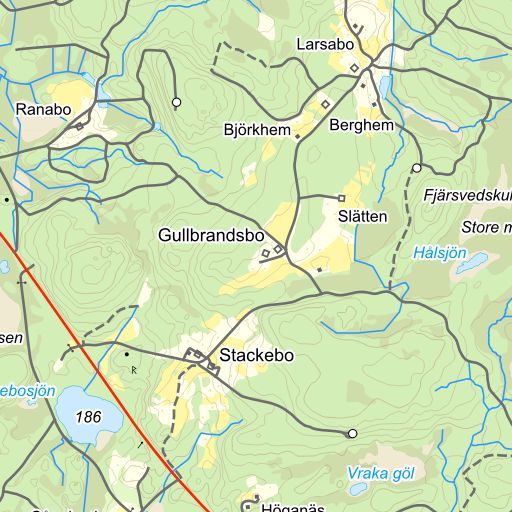 Larsabo
Ranabo
Björkhem
Berghem
Fjärsvedskul
Slätten
Store m
Gullbrandsbo
Hålsjön
sen
Stackebo
R
ebosjön
186
Vraka göl
Höganäs